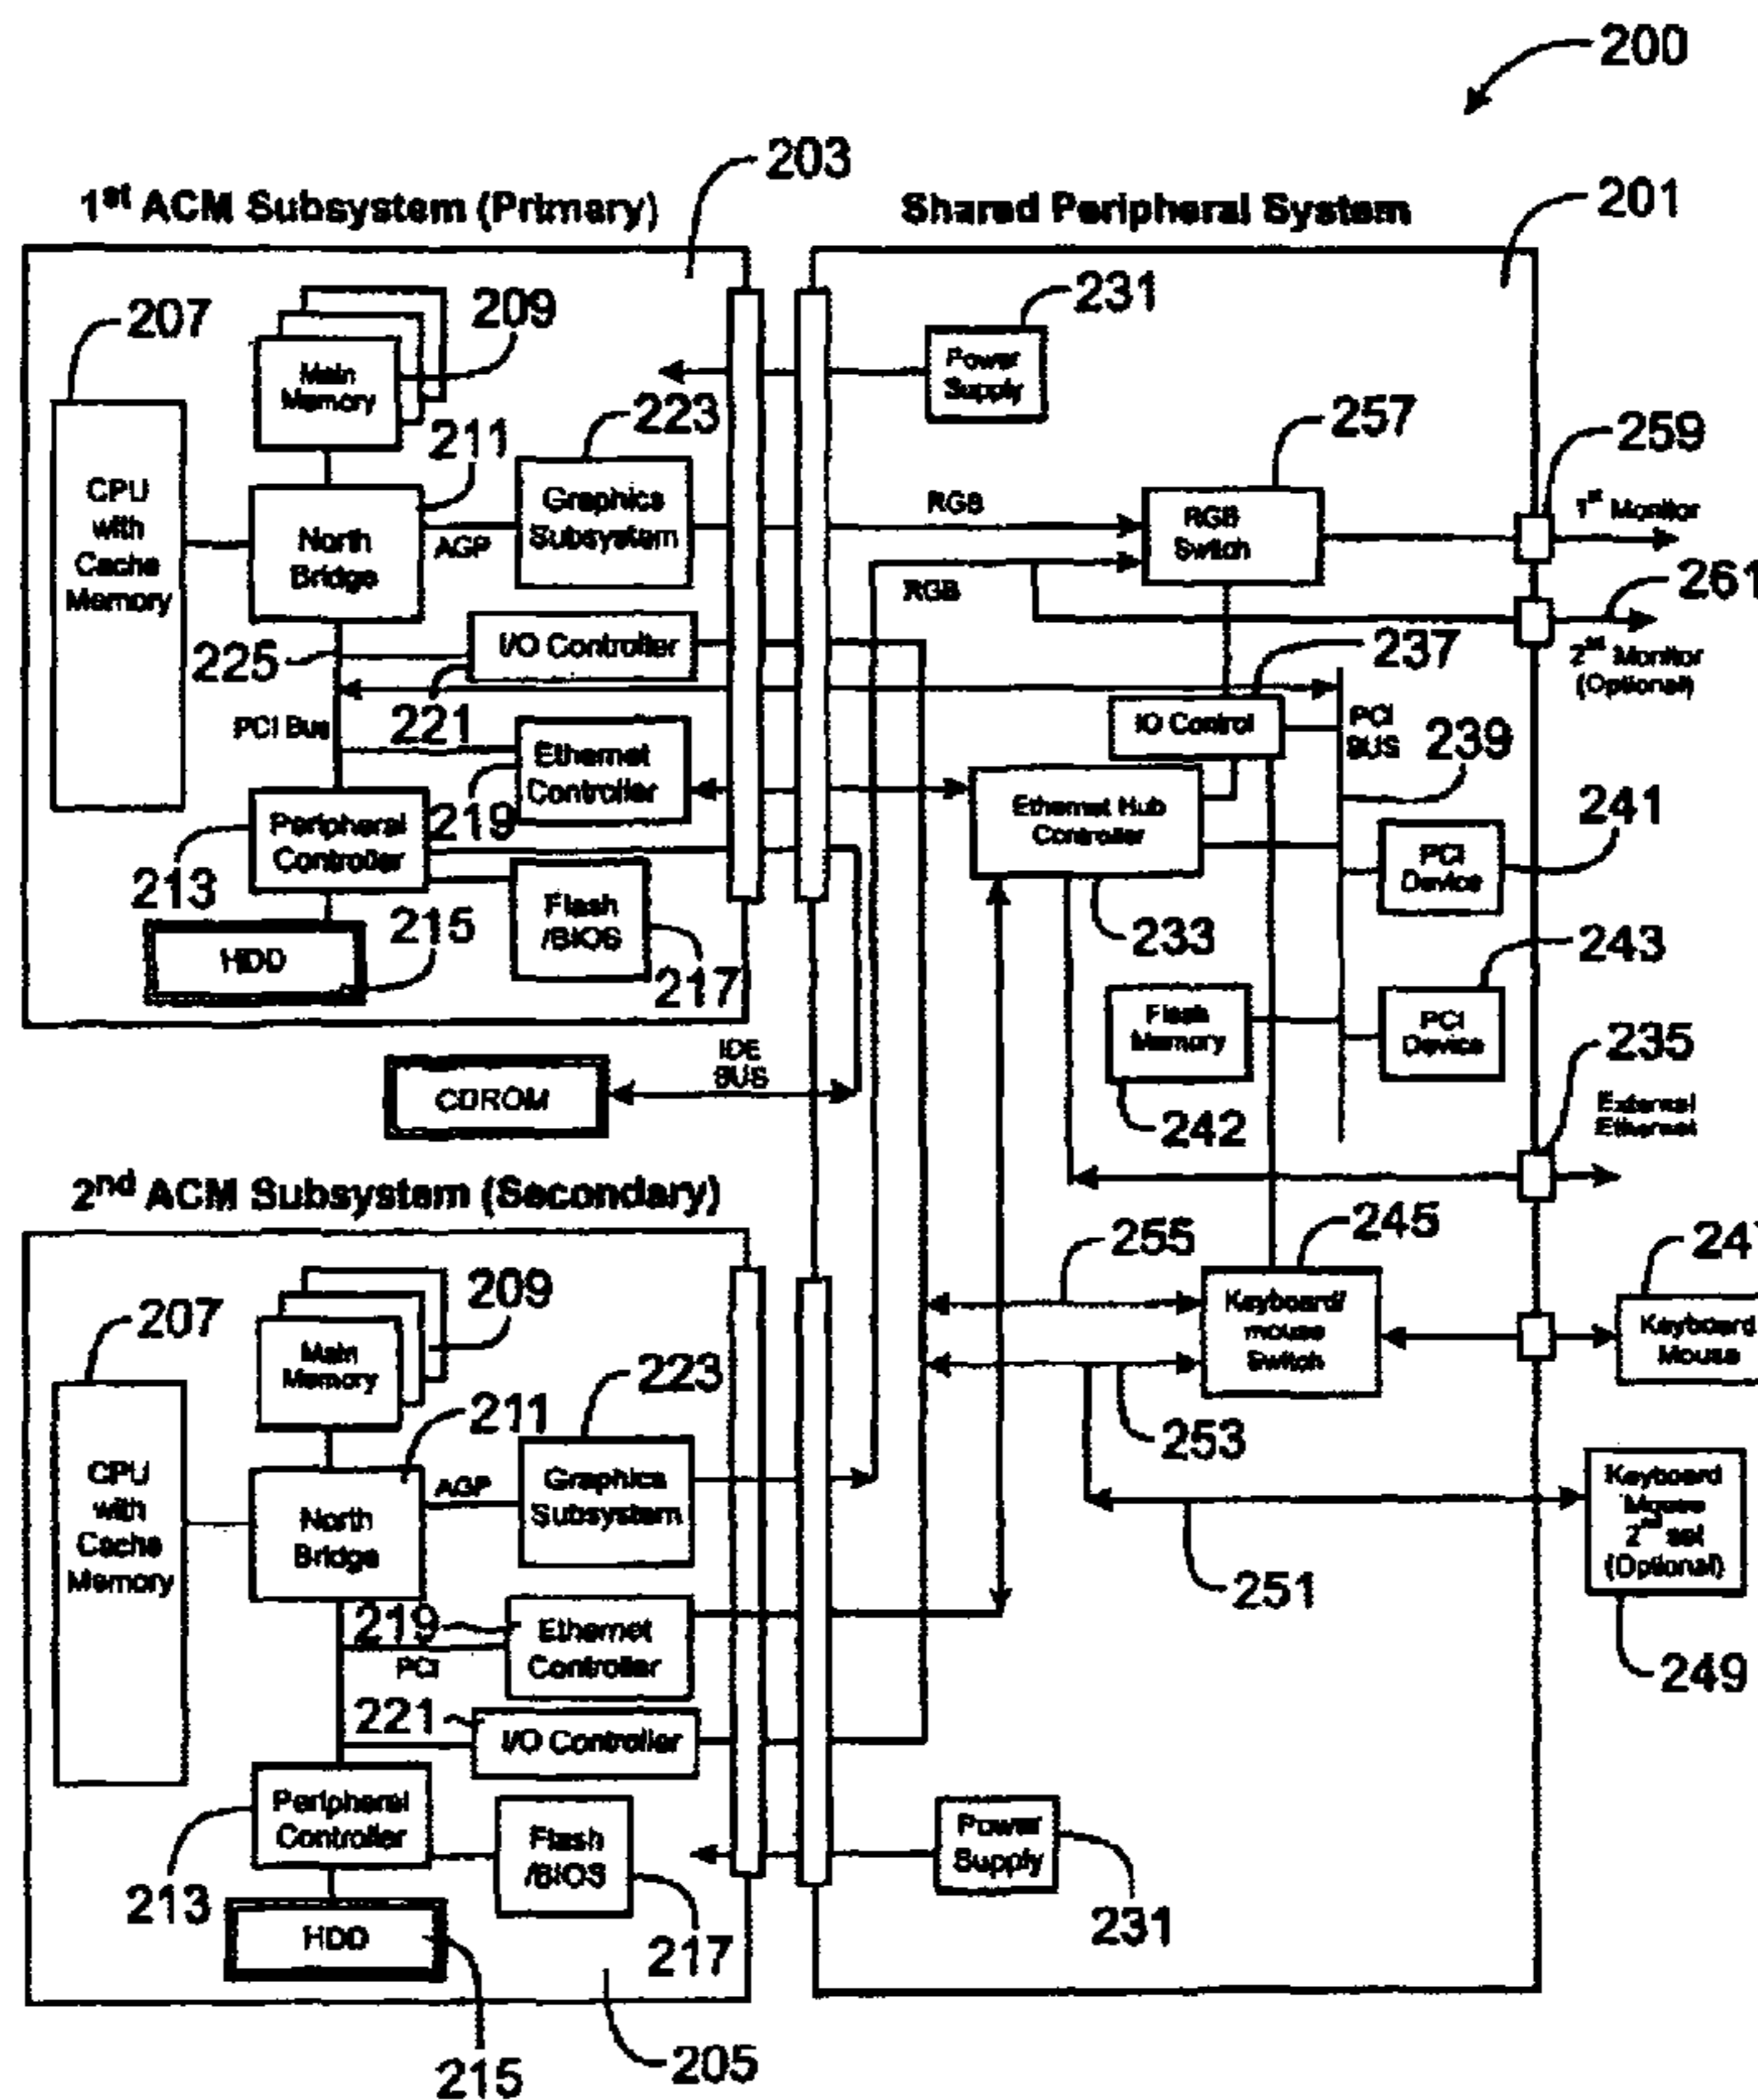 200
203
1st ACM Subsystem (Primary)
Shared Peripheral System
201
207
209
231
Main
Memory
Power
Supply
211
223
257
259
CPU
with
Cache
Memory
North
Bridge
AGP
Graphics
Subsystem
RGB
RGB
Switch
1st Monitor
RGB
261
225
I/O Controller
237
2nd Monitor
(Optional)
221
PCI Bus
IO Control
PCI
BUS
239
Ethernet
Controller
219
Ethernet Hub
Controller
241
Peripheral
Controller
213
PCI
Device
215
Flash
/BIOS
233
243
HDD
217
Flash
Memory
PCI
Device
235
IDE
BUS
CDROM
242
External
Ethernet
2nd ACM Subsystem (Secondary)
255
245
207
209
Keyboard/
mouse
Switch
Keyboard
Mouse
Main
Memory
223
211
253
CPU
with
Cache
Memory
AGP
Graphics
Subsystem
North
Bridge
Keyboard
Mouse
2nd set
(Optional)
251
219
Ethernet
Controller
PCI
249
221
I/O Controller
Peripheral
Controller
Flash
/BIOS
Power
Supply
213
HDD
217
231
215
205